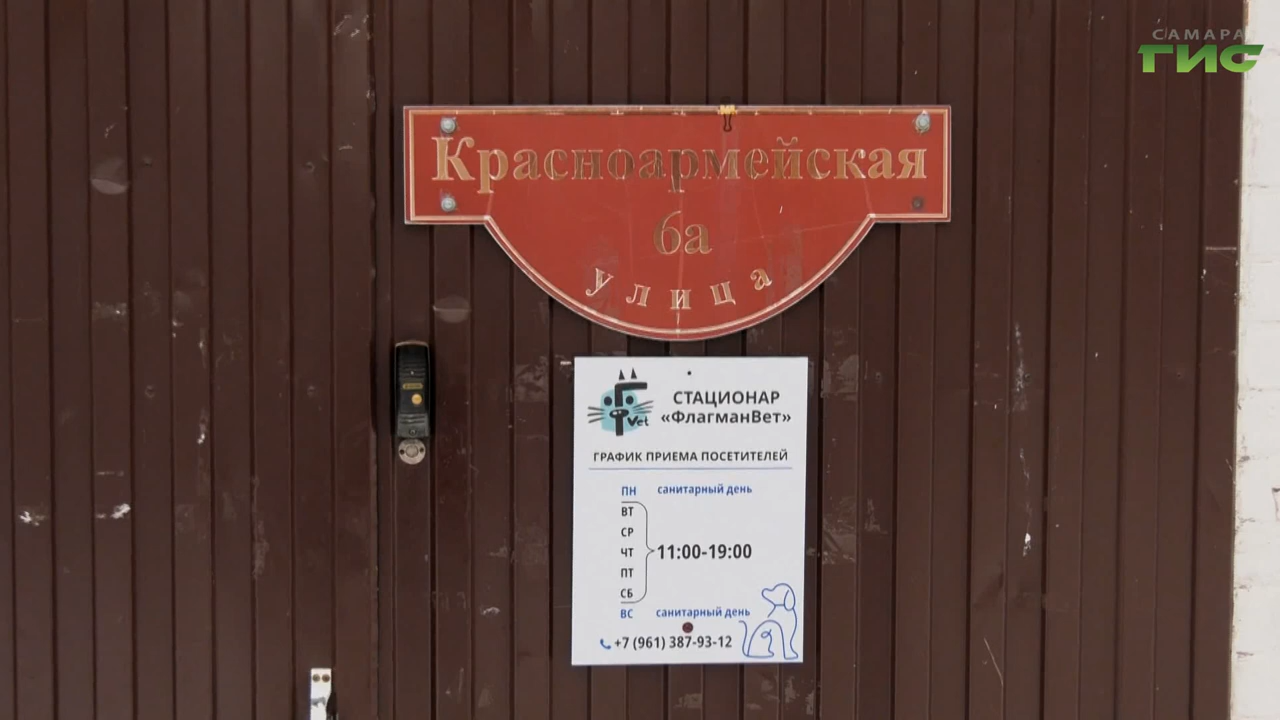 САМАРА
ГИС
Красноармейская
6а
улица
Vet
СТАЦИОНАР
«ФлагманВет»
ГРАФИК ПРИЕМА ПОСЕТИТЕЛЕЙ
ПН санитарный день
ВТ
СР
ЧТ 11:00-19:00
ПТ
СБ
ВС санитарный день
+7 (961) 387-93-12